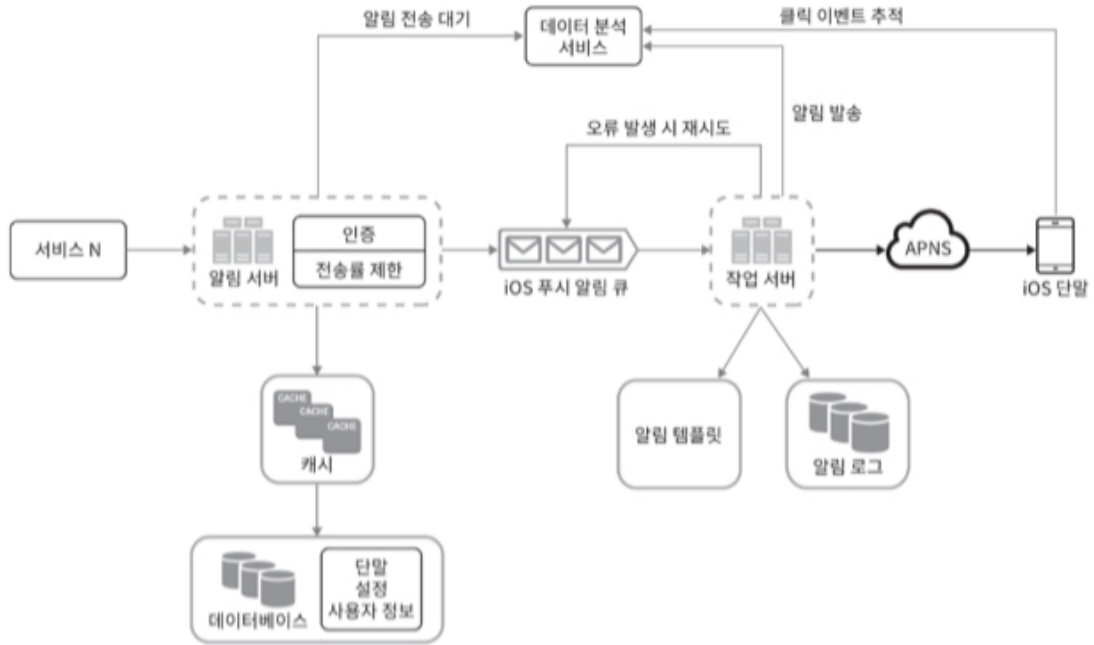 알림 전송 대기
데이터 분석
서비스
클릭 이벤트 추적
알림 발송
오류 발생 시 재시도
서비스 N
알림 서버
인증
전송률 제한
iOS 푸시 알림 큐
작업 서버
APNS
iOS 단말
CACHE
CACHE
CACHE
캐시
알림 템플릿
알림 로그
데이터베이스
단말
설정
사용자 정보